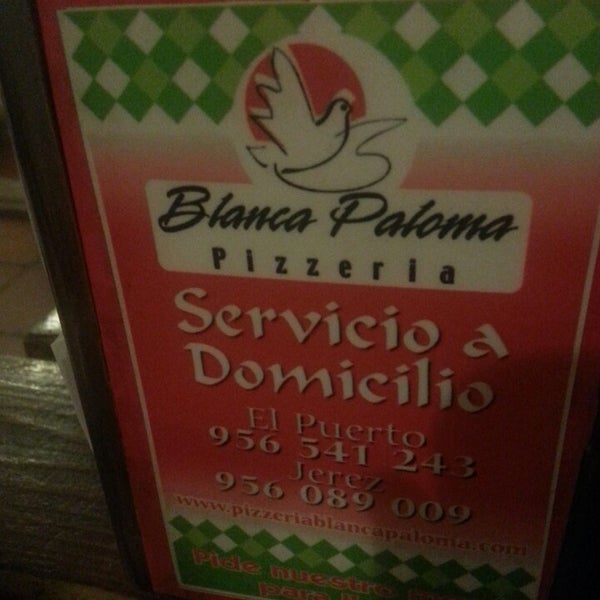 Blanca Paloma
Pizzeria
Servicio a
Domicilio
El Puerto
956 541 243
Jerez
956 089 009
www.pizzeriablancapaloma.com
Pide nuestro
para